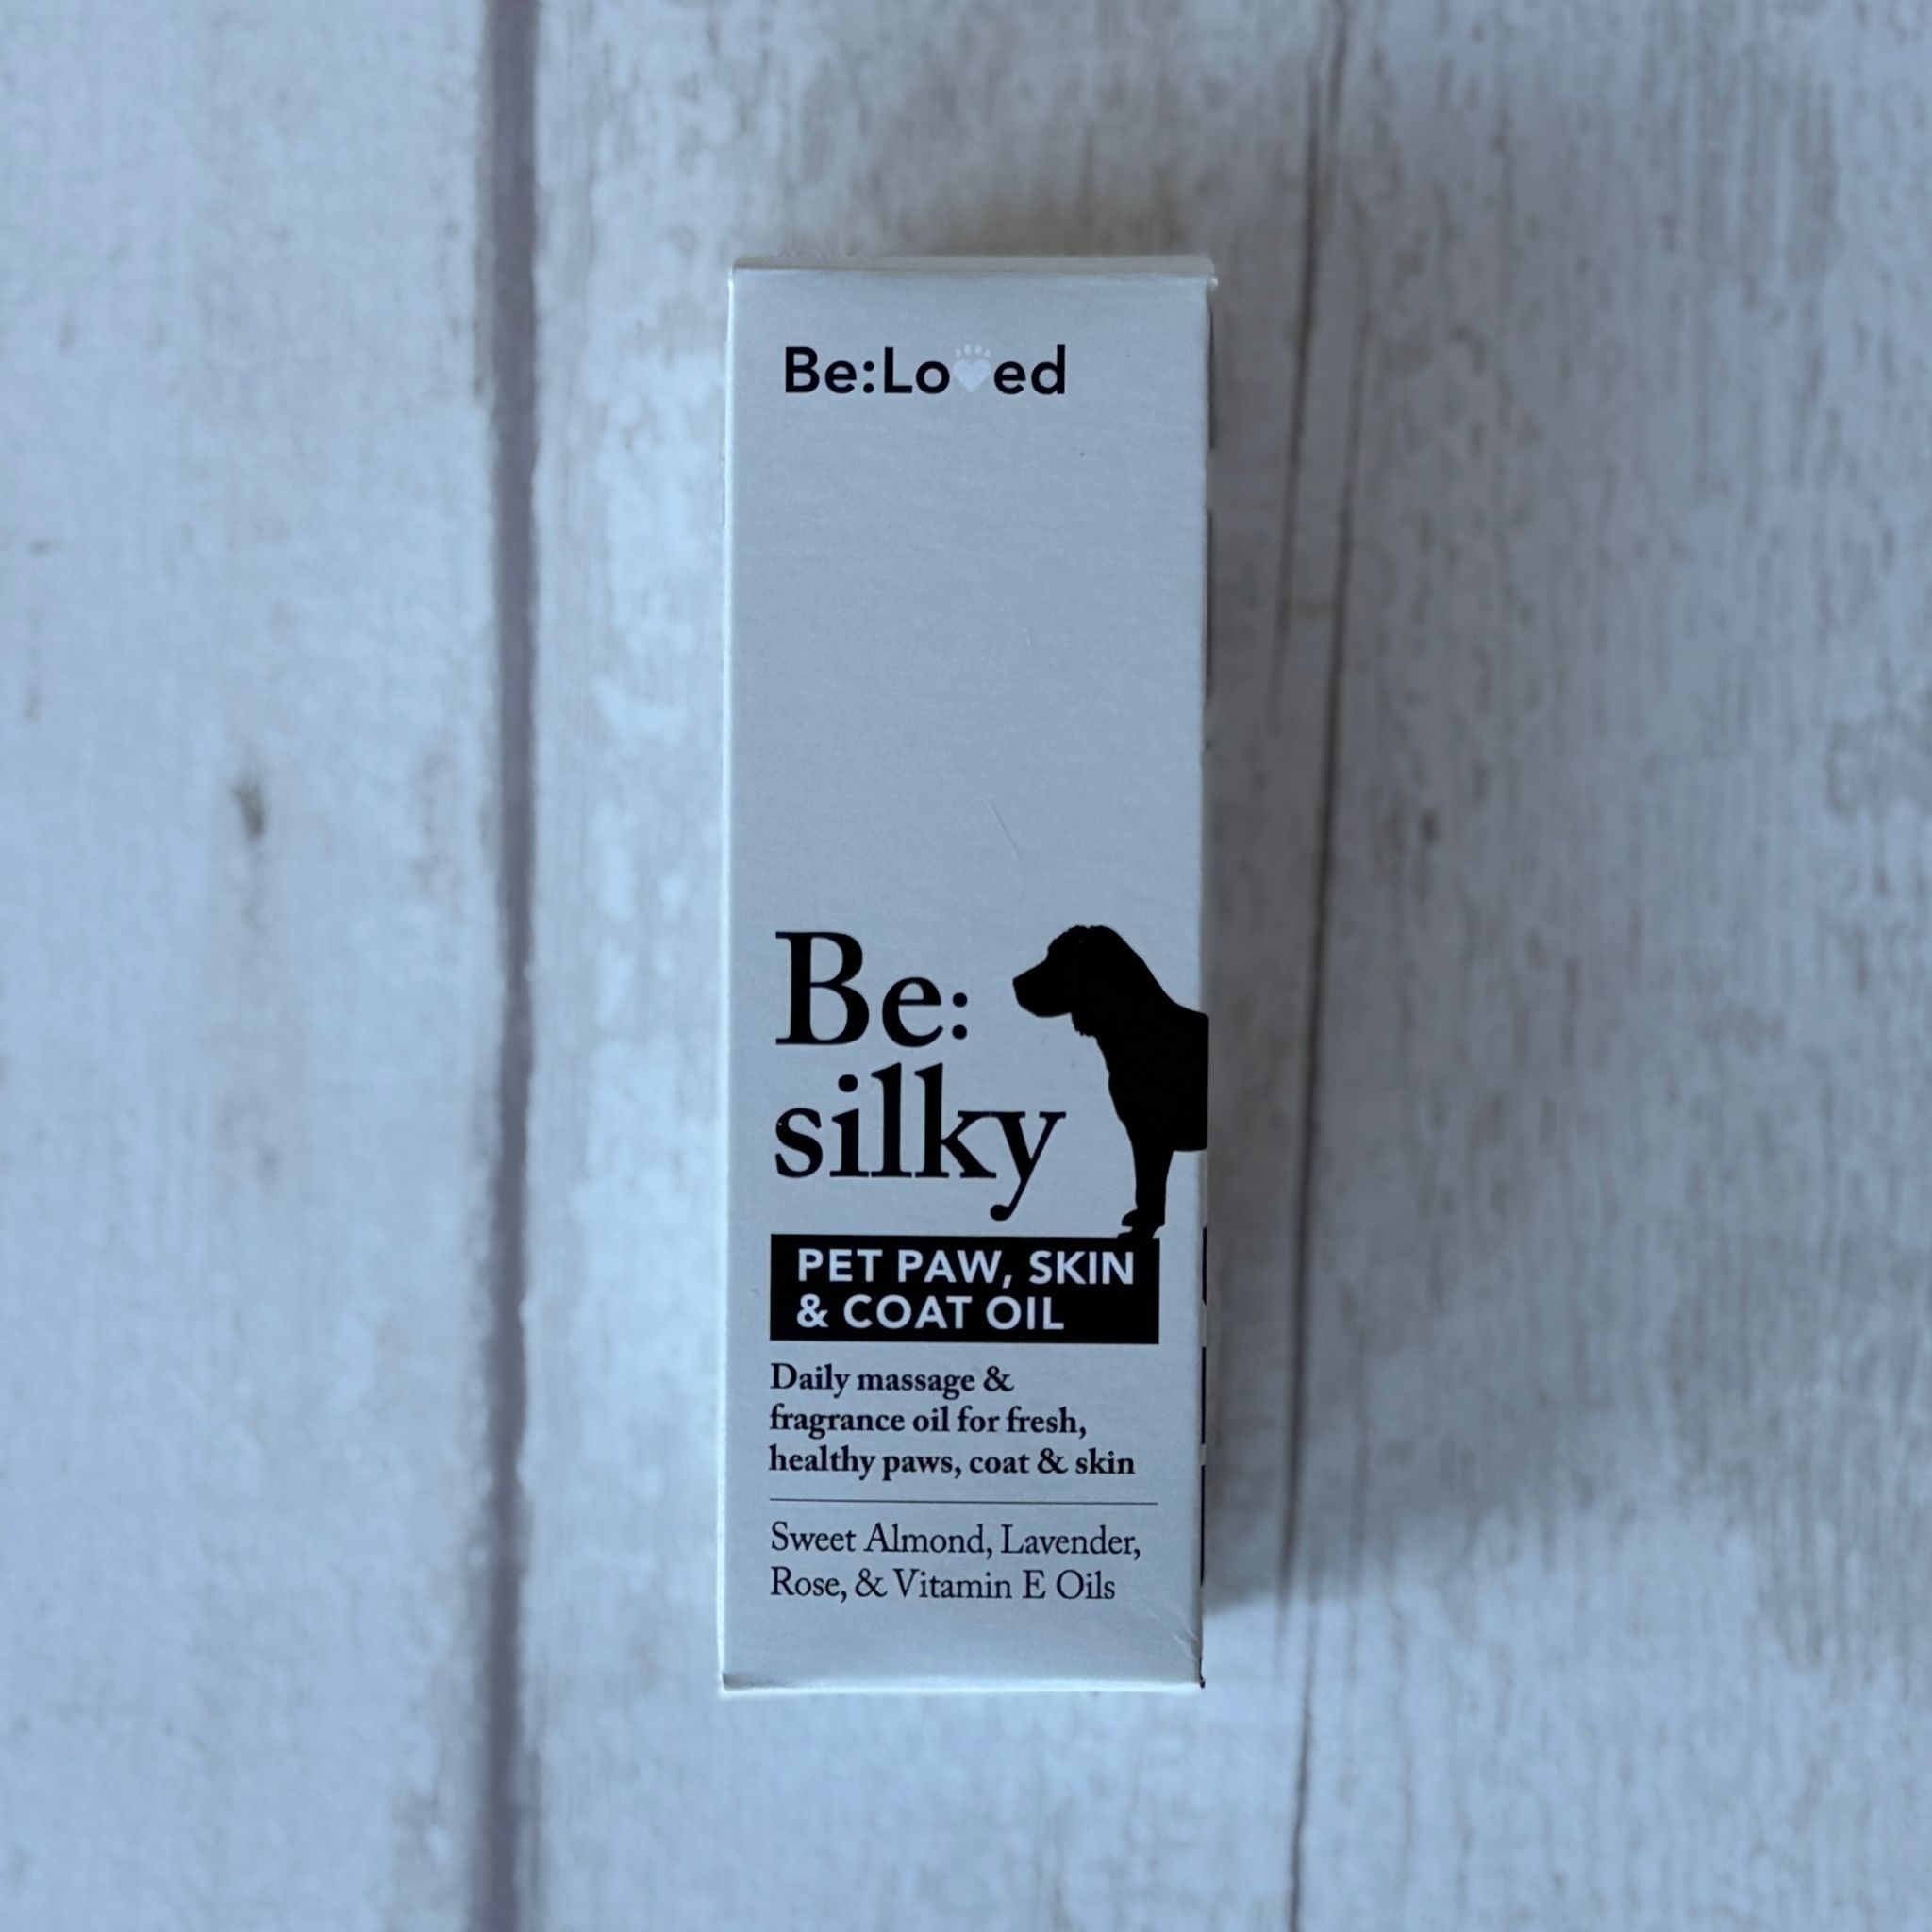 Be:Loved
Be:
silky
PET PAW, SKIN
& COAT OIL
Daily massage &
fragrance oil for fresh,
healthy paws, coat & skin
Sweet Almond, Lavender,
Rose, & Vitamin E Oils